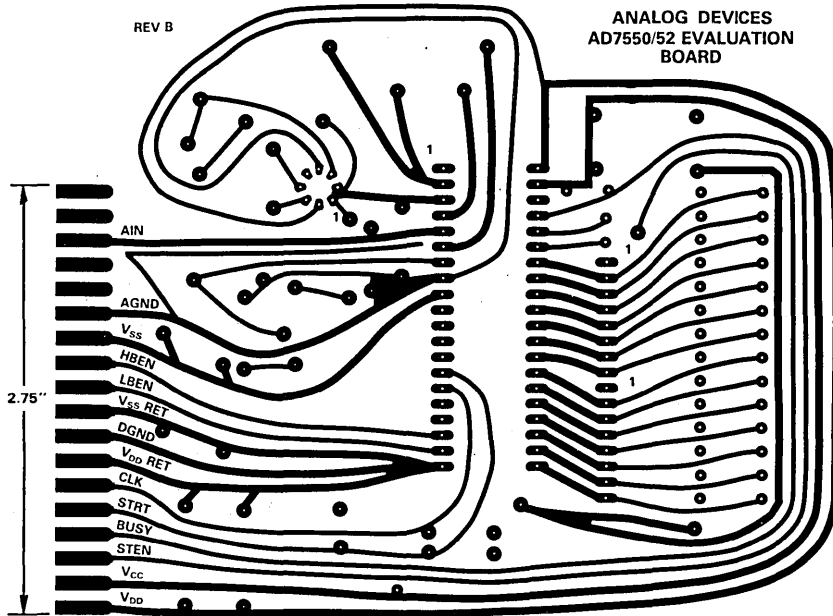 REV B
ANALOG DEVICES
AD7550/52 EVALUATION
BOARD
1
1
1
1
AIN
AGND
VSS
HBEN
LBEN
VSS RET
DGND
VDD RET
CLK
STRT
BUSY
STEN
VCC
VDD
2.75"